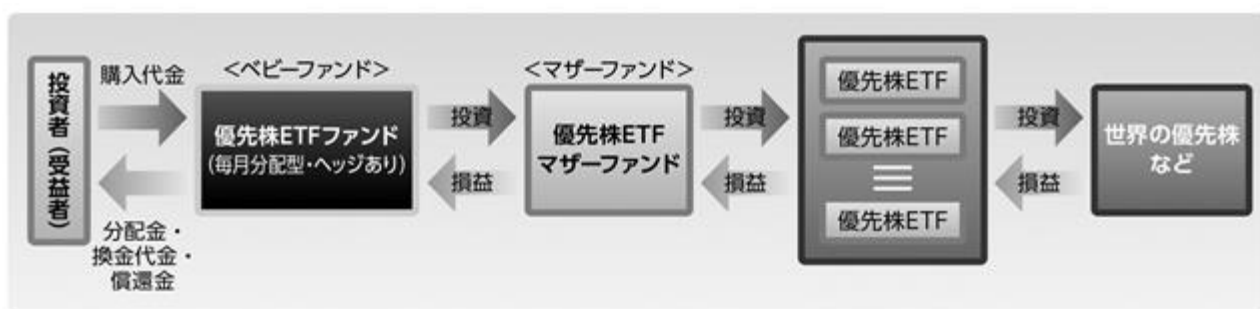 投資者(受益者)
購入代金
分配金・
換金代金・
償還金
<ベビーファンド>
優先株ETFファンド
(毎月分配型・ヘッジあり)
投資
損益
<マザーファンド>
優先株ETF
マザーファンド
投資
損益
優先株ETF
優先株ETF
優先株ETF
投資
損益
世界の優先株
など